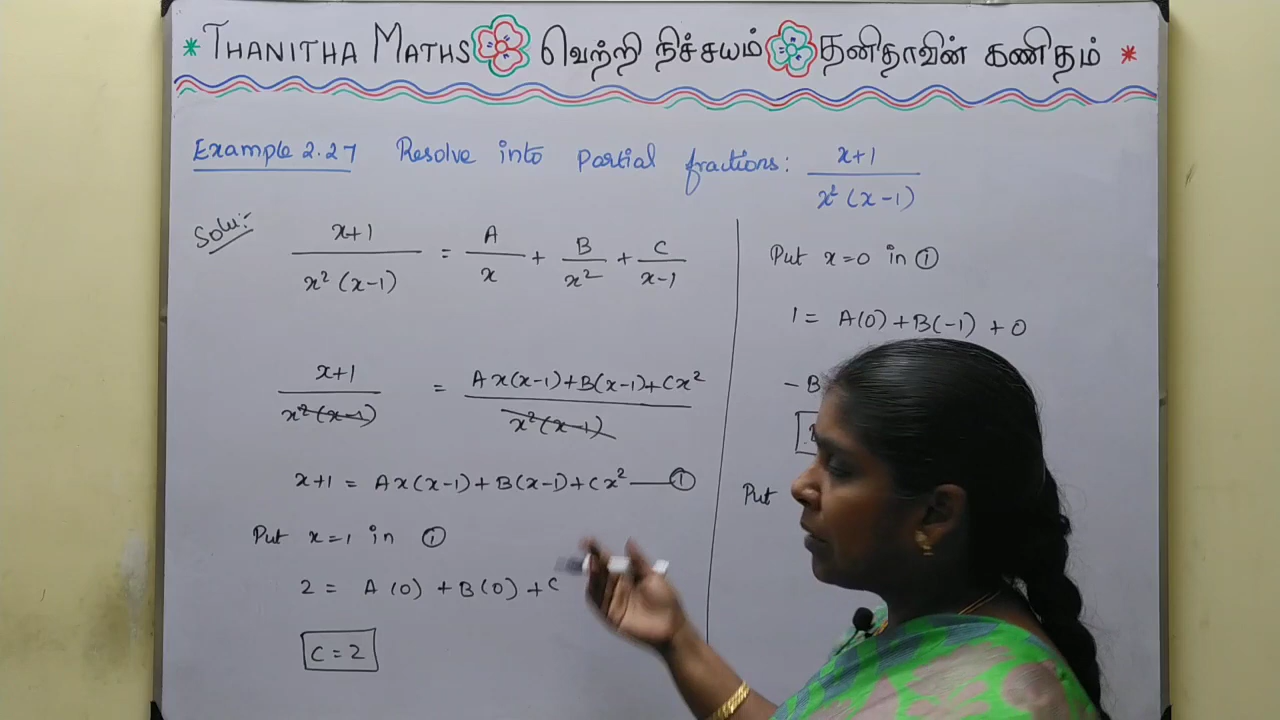 * THANITHA MATHS வெற்றி நிச்சயம் தனிதாவின் கணிதம் *
Example 2.27 Resolve into Partial fractions: x+1 / x² (x-1)
Solu:-
x+1 / x² (x-1) = A / x + B / x² + C / x-1
x+1 / x²(x-1) = Ax(x-1)+B(x-1)+Cx² / x²(x-1)
x+1 = Ax(x-1)+B(x-1)+Cx² —— ①
Put x=1 in ①
2 = A(0) +B(0) +C
C = 2
Put x=0 in ①
1 = A(0)+B(-1) +0
-B
Put